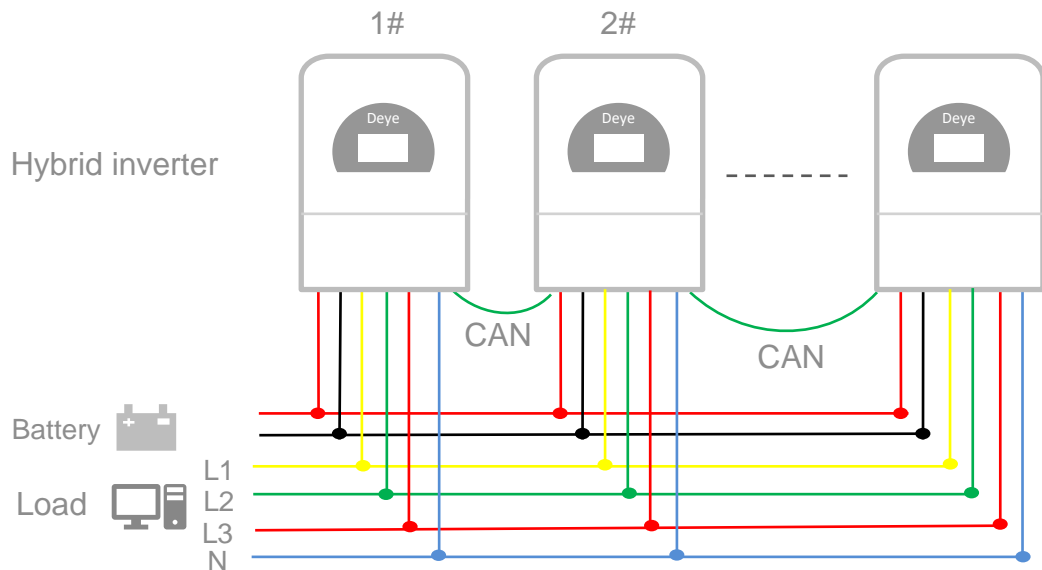 1#
2#
Deye
Deye
Deye
Hybrid inverter
CAN
CAN
Battery
L1
Load
L2
L3
N